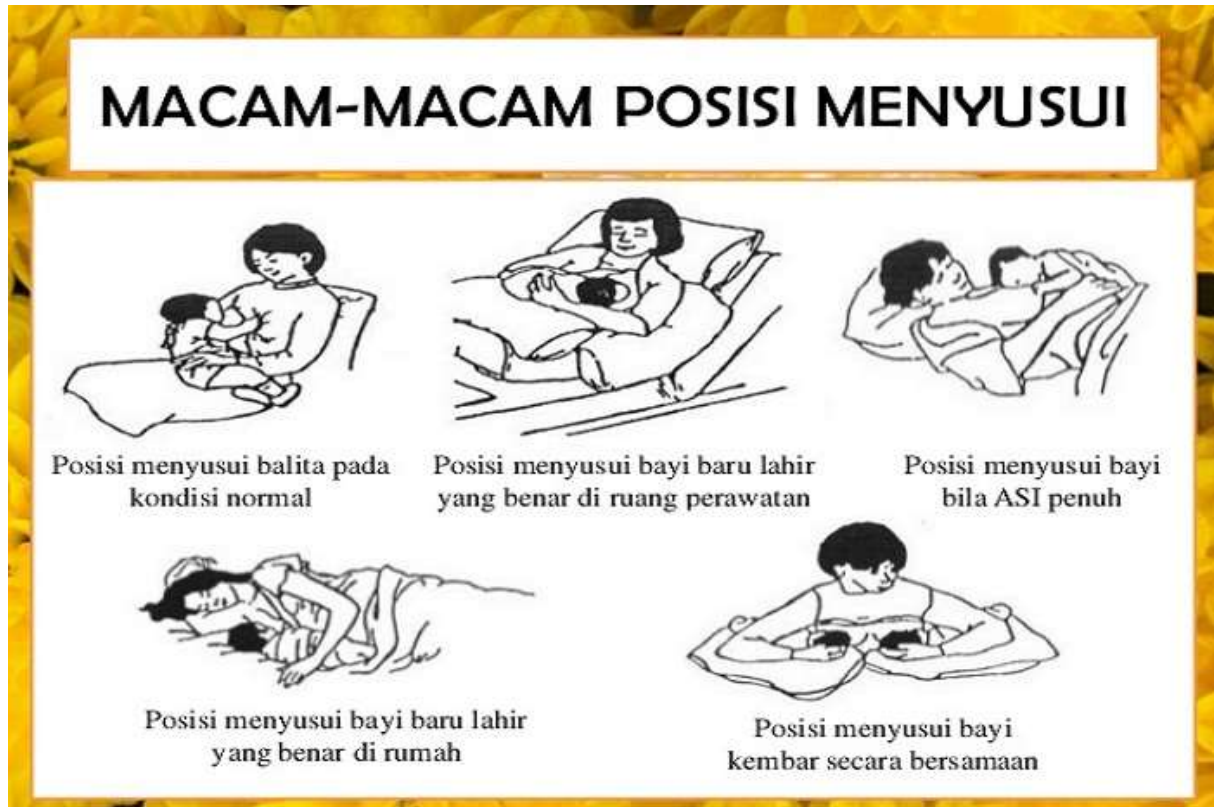 MACAM-MACAM POSISI MENYUSUI
Posisi menyusui balita pada
kondisi normal
Posisi menyusui bayi baru lahir
yang benar di ruang perawatan
Posisi menyusui bayi
bila ASI penuh
Posisi menyusui bayi baru lahir
yang benar di rumah
Posisi menyusui bayi
kembar secara bersamaan